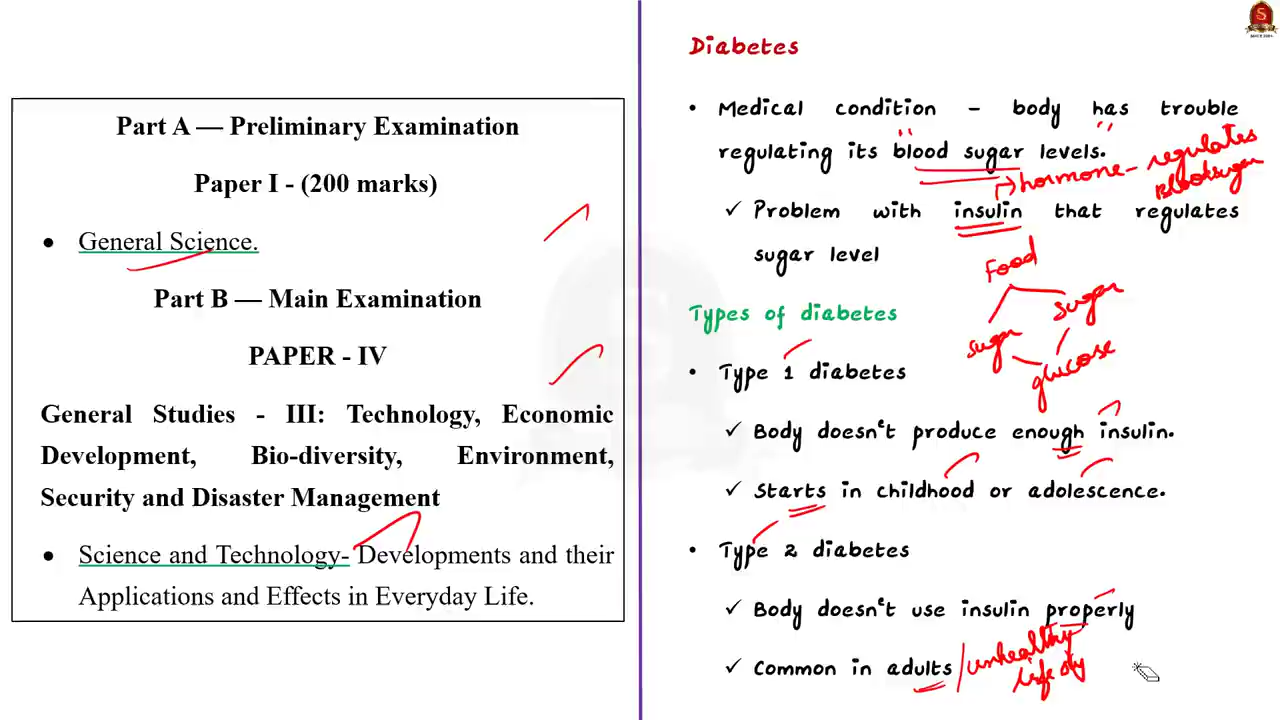 Part A — Preliminary Examination
Paper I - (200 marks)
• General Science.
Part B — Main Examination
PAPER - IV
General Studies - III: Technology, Economic
Development, Bio-diversity, Environment,
Security and Disaster Management
• Science and Technology- Developments and their
Applications and Effects in Everyday Life.
Diabetes
• Medical condition – body has trouble
regulating its blood sugar levels.
hormone - regulates
Blood sugar
✓ Problem with insulin that regulates
sugar level
Food
sugar
sugar
glucose
Types of diabetes
• Type 1 diabetes
✓ Body doesn't produce enough insulin.
✓ Starts in childhood or adolescence.
• Type 2 diabetes
✓ Body doesn't use insulin properly
✓ Common in adults / unhealthy
life